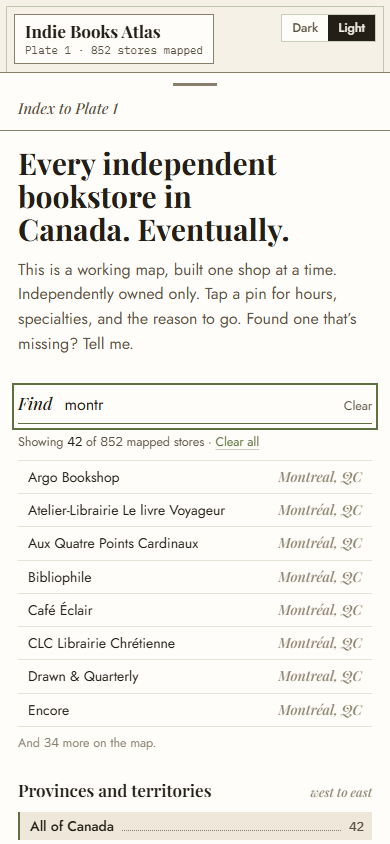 Indie Books Atlas
Plate 1 · 852 stores mapped
Dark Light
Index to Plate 1
Every independent
bookstore in
Canada. Eventually.
This is a working map, built one shop at a time.
Independently owned only. Tap a pin for hours,
specialties, and the reason to go. Found one that's
missing? Tell me.
Find montr Clear
Showing 42 of 852 mapped stores · Clear all
Argo Bookshop Montreal, QC
Atelier-Librairie Le livre Voyageur Montréal, QC
Aux Quatre Points Cardinaux Montréal, QC
Bibliophile Montréal, QC
Café Éclair Montréal, QC
CLC Librairie Chrétienne Montréal, QC
Drawn & Quarterly Montréal, QC
Encore Montréal, QC
And 34 more on the map.
Provinces and territories west to east
All of Canada 42